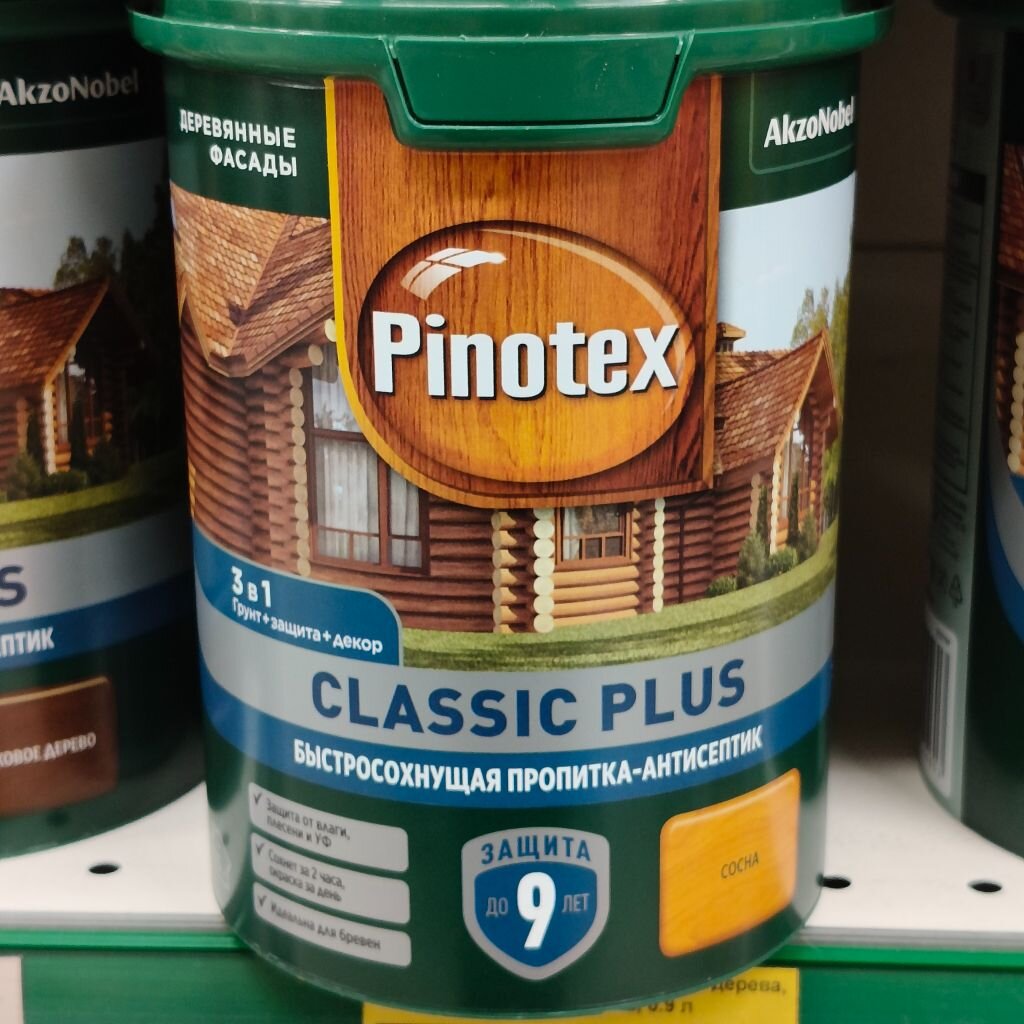 AkzoNobel
ДЕРЕВЯННЫЕ
ФАСАДЫ
AkzoNobel
Pinotex
3 в 1
Грунт+защита+декор
CLASSIC PLUS
БЫСТРОСОХНУЩАЯ ПРОПИТКА-АНТИСЕПТИК
Защита от влаги,
плесени и УФ
Сохнет за 2 часа,
окраска за день
Идеальна для бревен
ЗАЩИТА
ДО 9 ЛЕТ
СОСНА
S
ПТИК
КОВОЕ ДЕРЕВО
дерева,
0.9 л